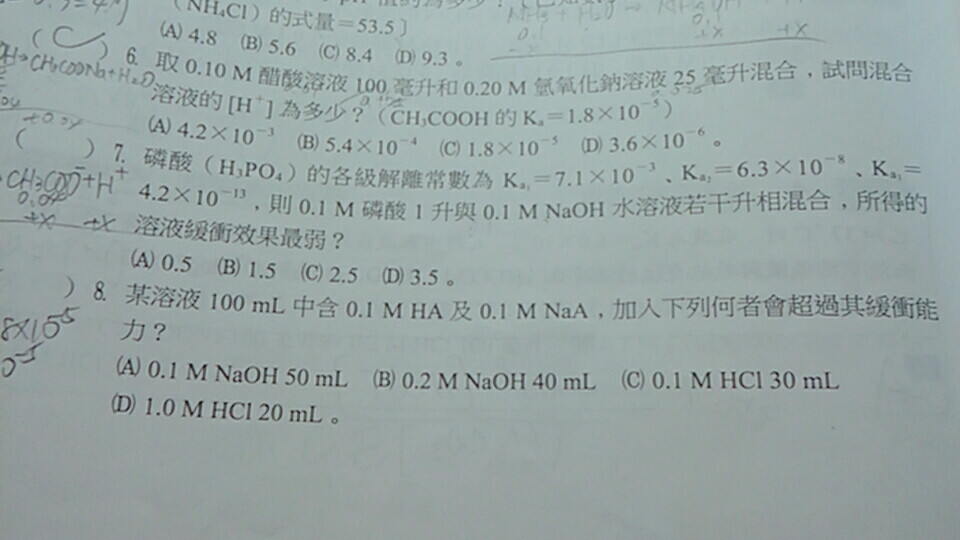 (NH₄Cl) 的式量=53.5〕
(A) 4.8 (B) 5.6 (C) 8.4 (D) 9.3。
(C) 6. 取 0.10 M 醋酸溶液 100 毫升和 0.20 M 氫氧化鈉溶液 25 毫升混合,試問混合
CH₃COONa+H₂O
溶液的 [H⁺] 為多少?(CH₃COOH 的 Kₐ=1.8×10⁻⁵)
(A) 4.2×10⁻³ (B) 5.4×10⁻⁴ (C) 1.8×10⁻⁵ (D) 3.6×10⁻⁶。
( ) 7. 磷酸(H₃PO₄)的各級解離常數為 Kₐ₁=7.1×10⁻³、Kₐ₂=6.3×10⁻⁸、Kₐ₃=
CH₃COO⁻+H⁺
4.2×10⁻¹³,則 0.1 M 磷酸 1 升與 0.1 M NaOH 水溶液若干升相混合,所得的
+x +x
溶液緩衝效果最弱?
(A) 0.5 (B) 1.5 (C) 2.5 (D) 3.5。
) 8. 某溶液 100 mL 中含 0.1 M HA 及 0.1 M NaA,加入下列何者會超過其緩衝能
8×10⁻⁵
力?
(A) 0.1 M NaOH 50 mL (B) 0.2 M NaOH 40 mL (C) 0.1 M HCl 30 mL
(D) 1.0 M HCl 20 mL。